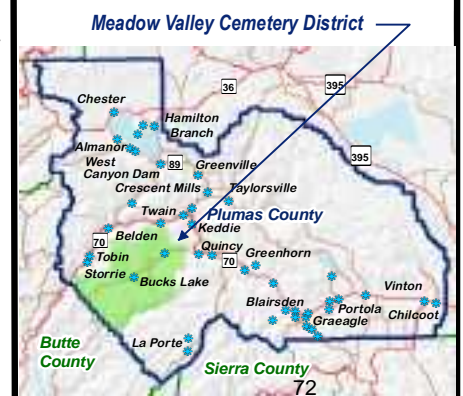 Meadow Valley Cemetery District
395
36
Chester
Hamilton
Branch
395
Almanor
West
89
Canyon Dam
Greenville
Crescent Mills
Taylorsville
Twain
Plumas County
Keddie
Belden
70
Quincy
70
Greenhorn
Tobin
Storrie
Bucks Lake
Vinton
Blairsden
Portola
Chilcoot
Graeagle
Butte
County
La Porte
Sierra County
72